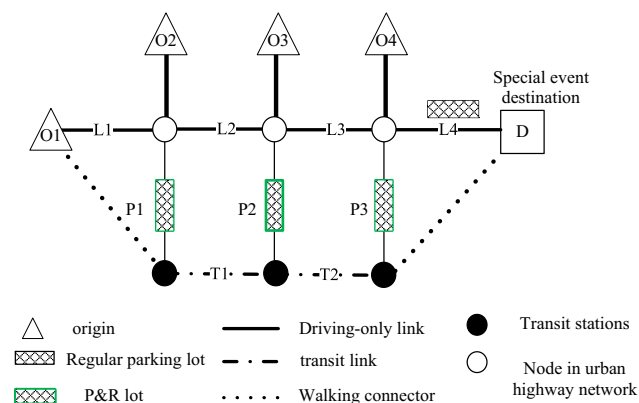 O2
O3
O4
Special event
destination
O1
L1
L2
L3
L4
D
P1
P2
P3
T1
T2
origin
Driving-only link
Transit stations
Regular parking lot
transit link
Node in urban
highway network
P&R lot
Walking connector